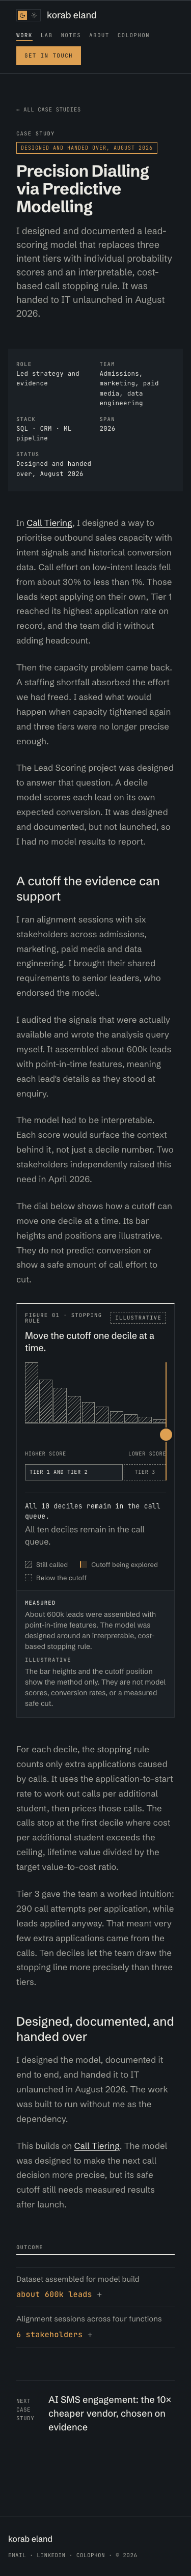 korab eland
WORK LAB NOTES ABOUT COLOPHON
GET IN TOUCH
← ALL CASE STUDIES
CASE STUDY
DESIGNED AND HANDED OVER, AUGUST 2026
Precision Dialling
via Predictive
Modelling
I designed and documented a lead-
scoring model that replaces three
intent tiers with individual probability
scores and an interpretable, cost-
based call stopping rule. It was
handed to IT unlaunched in August
2026.
ROLE
Led strategy and
evidence
TEAM
Admissions,
marketing, paid
media, data
engineering
STACK
SQL · CRM · ML
pipeline
SPAN
2026
STATUS
Designed and handed
over, August 2026
In Call Tiering, I designed a way to
prioritise outbound sales capacity with
intent signals and historical conversion
data. Call effort on low-intent leads fell
from about 30% to less than 1%. Those
leads kept applying on their own, Tier 1
reached its highest application rate on
record, and the team did it without
adding headcount.
Then the capacity problem came back.
A staffing shortfall absorbed the effort
we had freed. I asked what would
happen when capacity tightened again
and three tiers were no longer precise
enough.
The Lead Scoring project was designed
to answer that question. A decile
model scores each lead on its own
expected conversion. It was designed
and documented, but not launched, so
I had no model results to report.
A cutoff the evidence can
support
I ran alignment sessions with six
stakeholders across admissions,
marketing, paid media and data
engineering. I brought their shared
requirements to senior leaders, who
endorsed the model.
I audited the signals that were actually
available and wrote the analysis query
myself. It assembled about 600k leads
with point-in-time features, meaning
each lead's details as they stood at
enquiry.
The model had to be interpretable.
Each score would surface the context
behind it, not just a decile number. Two
stakeholders independently raised this
need in April 2026.
The dial below shows how a cutoff can
move one decile at a time. Its bar
heights and positions are illustrative.
They do not predict conversion or
show a safe amount of call effort to
cut.
FIGURE 01 · STOPPING
RULE
ILLUSTRATIVE
Move the cutoff one decile at a
time.
HIGHER SCORE LOWER SCORE
TIER 1 AND TIER 2 TIER 3
All 10 deciles remain in the call
queue.
All ten deciles remain in the call
queue.
Still called Cutoff being explored
Below the cutoff
MEASURED
About 600k leads were assembled with
point-in-time features. The model was
designed around an interpretable, cost-
based stopping rule.
ILLUSTRATIVE
The bar heights and the cutoff position
show the method only. They are not model
scores, conversion rates, or a measured
safe cut.
For each decile, the stopping rule
counts only extra applications caused
by calls. It uses the application-to-start
rate to work out calls per additional
student, then prices those calls. The
calls stop at the first decile where cost
per additional student exceeds the
ceiling, lifetime value divided by the
target value-to-cost ratio.
Tier 3 gave the team a worked intuition:
290 call attempts per application, while
leads applied anyway. That meant very
few extra applications came from the
calls. Ten deciles let the team draw the
stopping line more precisely than three
tiers.
Designed, documented, and
handed over
I designed the model, documented it
end to end, and handed it to IT
unlaunched in August 2026. The work
was built to run without me as the
dependency.
This builds on Call Tiering. The model
was designed to make the next call
decision more precise, but its safe
cutoff still needs measured results
after launch.
OUTCOME
Dataset assembled for model build
about 600k leads +
Alignment sessions across four functions
6 stakeholders +
NEXT
CASE
STUDY
AI SMS engagement: the 10×
cheaper vendor, chosen on
evidence
korab eland
EMAIL · LINKEDIN · COLOPHON · © 2026